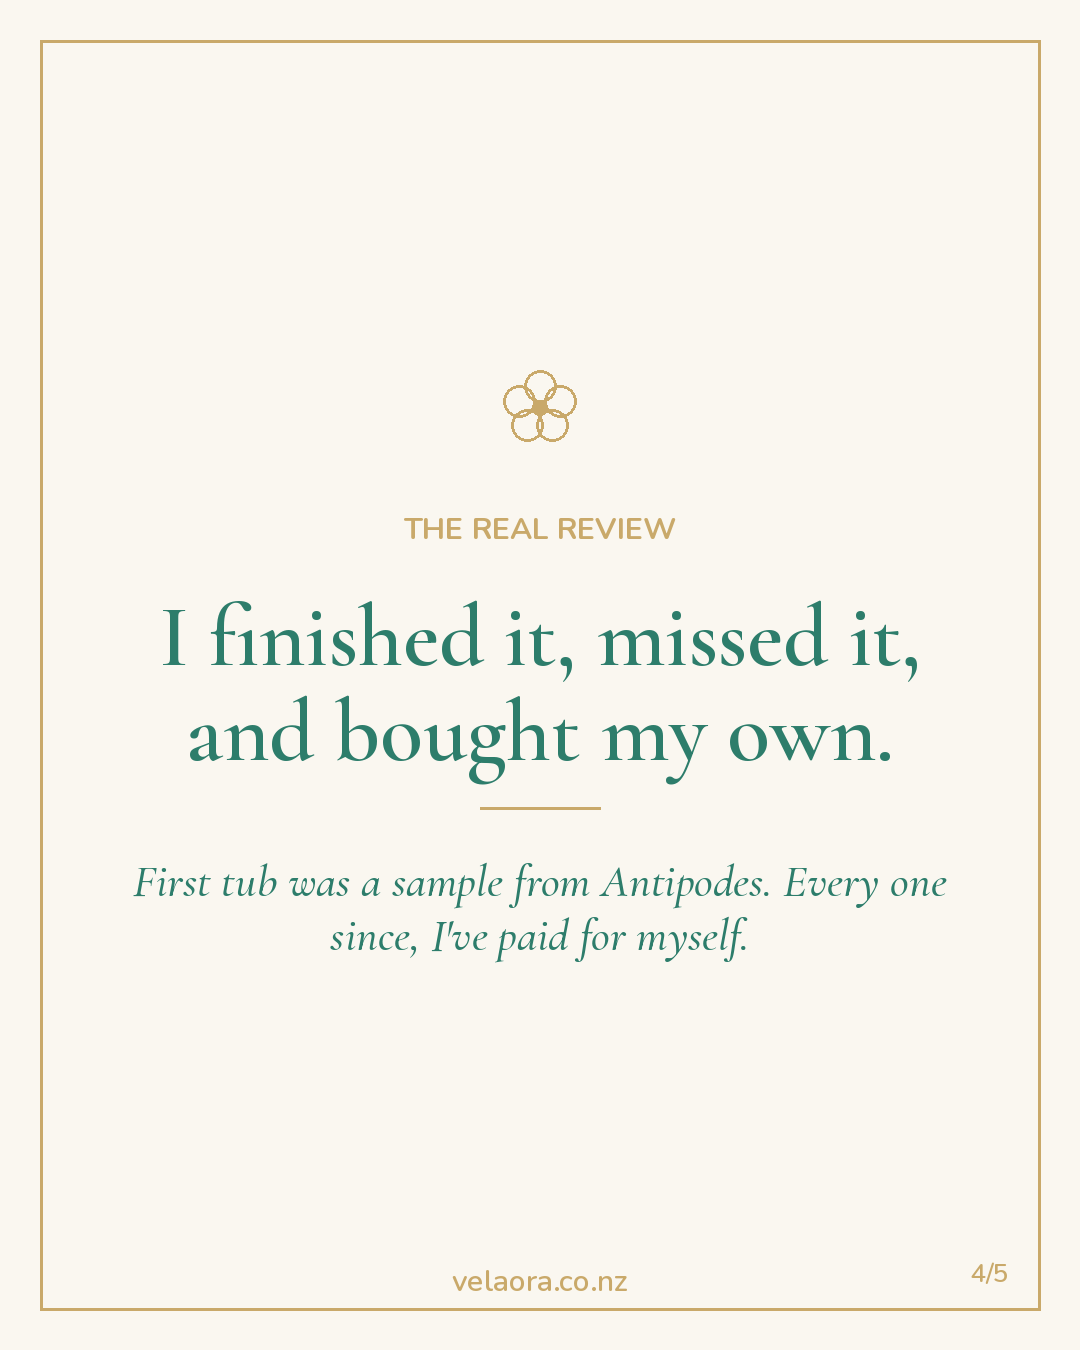 THE REAL REVIEW
I finished it, missed it,
and bought my own.
First tub was a sample from Antipodes. Every one
since, I've paid for myself.
velaora.co.nz
4/5